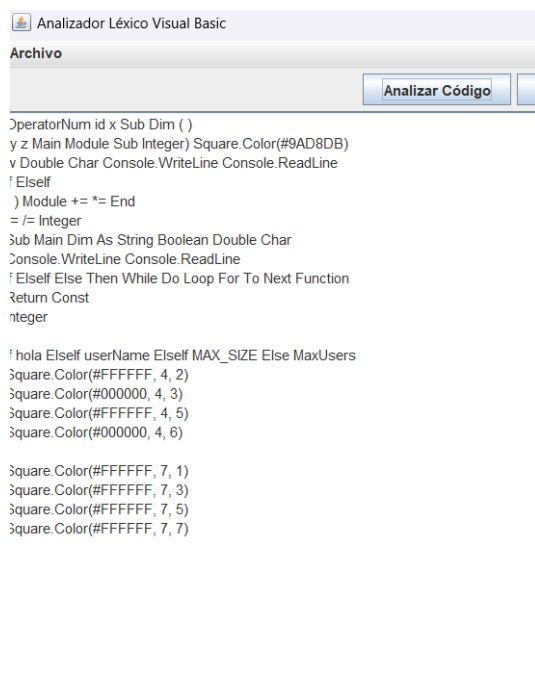 Analizador Léxico Visual Basic
Archivo
Analizar Código
OperatorNum id x Sub Dim ( )
y z Main Module Sub Integer) Square.Color(#9AD8DB)
Double Char Console.WriteLine Console.ReadLine
f ElseIf
) Module += *= End
= /= Integer
Sub Main Dim As String Boolean Double Char
Console.WriteLine Console.ReadLine
f ElseIf Else Then While Do Loop For To Next Function
Return Const
nteger
f hola ElseIf userName ElseIf MAX_SIZE Else MaxUsers
Square.Color(#FFFFFF, 4, 2)
Square.Color(#000000, 4, 3)
Square.Color(#FFFFFF, 4, 5)
Square.Color(#000000, 4, 6)
Square.Color(#FFFFFF, 7, 1)
Square.Color(#FFFFFF, 7, 3)
Square.Color(#FFFFFF, 7, 5)
Square.Color(#FFFFFF, 7, 7)